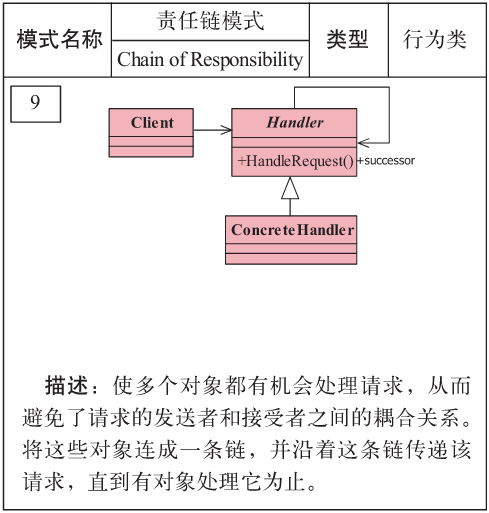 模式名称
责任链模式
Chain of Responsibility
类型
行为类
9
Client
Handler
+HandleRequest()
+successor
ConcreteHandler
描述：使多个对象都有机会处理请求，从而
避免了请求的发送者和接受者之间的耦合关系。
将这些对象连成一条链，并沿着这条链传递该
请求，直到有对象处理它为止。